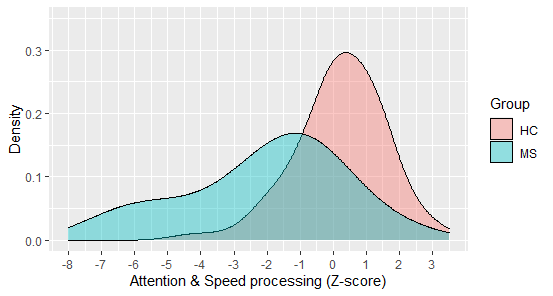 0.3
0.2
0.1
0.0
Density
-8 -7 -6 -5 -4 -3 -2 -1 0 1 2 3
Attention & Speed processing (Z-score)
Group
HC
MS